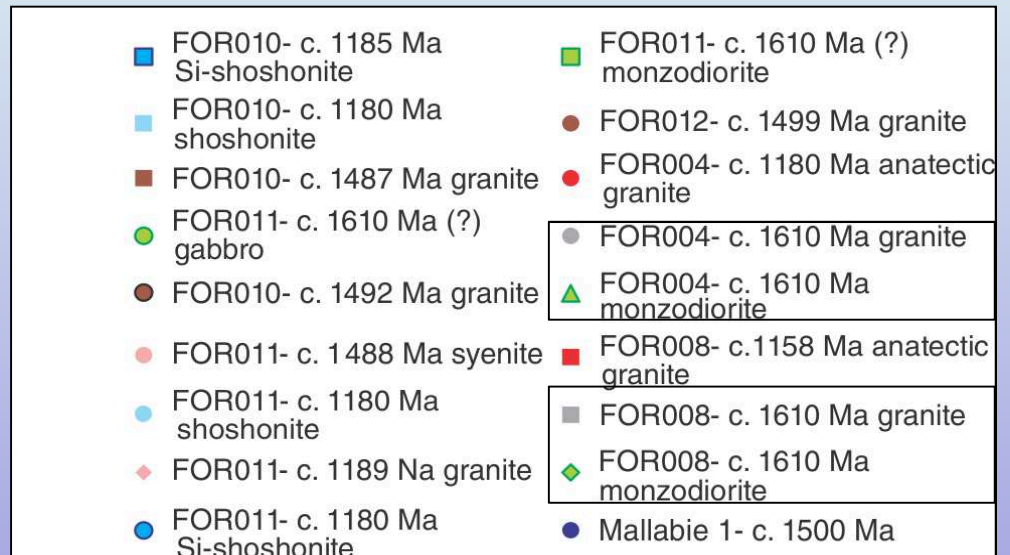 FOR010- c. 1185 Ma
Si-shoshonite
FOR010- c. 1180 Ma
shoshonite
FOR010- c. 1487 Ma granite
FOR011- c. 1610 Ma (?)
gabbro
FOR010- c. 1492 Ma granite
FOR011- c. 1488 Ma syenite
FOR011- c. 1180 Ma
shoshonite
FOR011- c. 1189 Na granite
FOR011- c. 1180 Ma
Si-shoshonite
FOR011- c. 1610 Ma (?)
monzodiorite
FOR012- c. 1499 Ma granite
FOR004- c. 1180 Ma anatectic
granite
FOR004- c. 1610 Ma granite
FOR004- c. 1610 Ma
monzodiorite
FOR008- c.1158 Ma anatectic
granite
FOR008- c. 1610 Ma granite
FOR008- c. 1610 Ma
monzodiorite
Mallabie 1- c. 1500 Ma